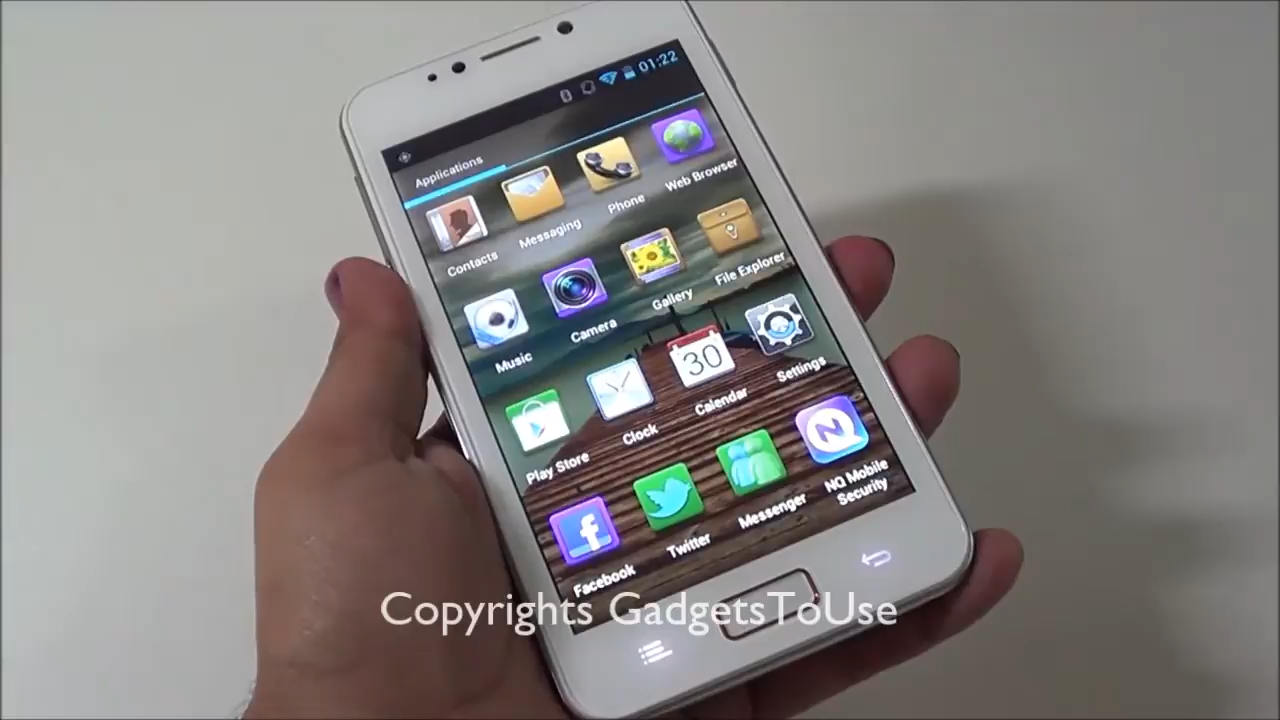 01:22
Applications
Contacts
Messaging
Phone
Web Browser
Music
Camera
Gallery
File Explorer
Play Store
Clock
30
Calendar
Settings
f
Facebook
Twitter
Messenger
N
NQ Mobile
Security
Copyrights GadgetsToUse